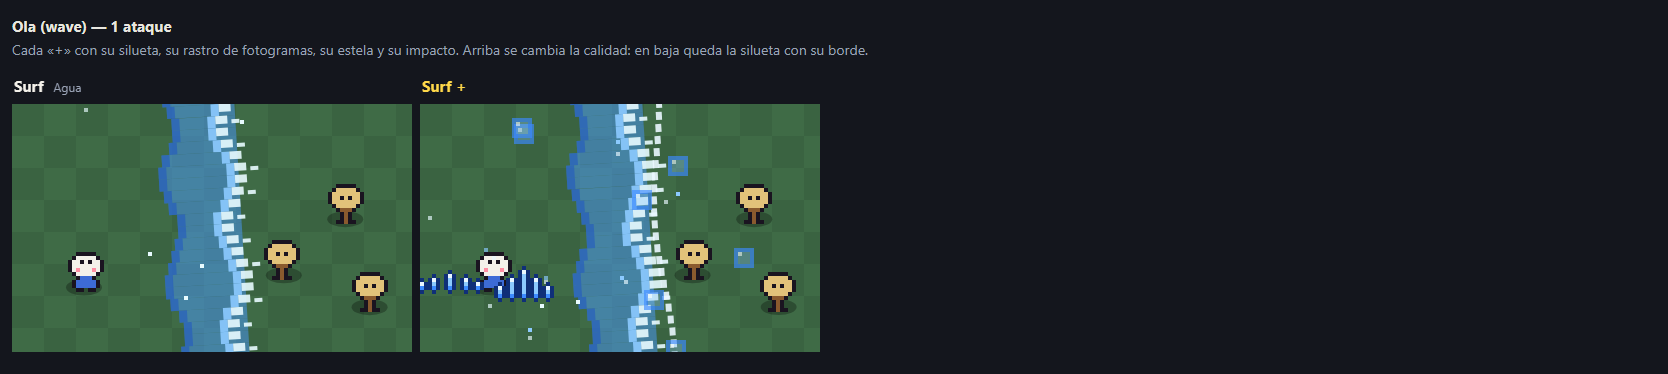 Ola (wave) — 1 ataque
Cada «+» con su silueta, su rastro de fotogramas, su estela y su impacto. Arriba se cambia la calidad: en baja queda la silueta con su borde.
Surf Agua
Surf +